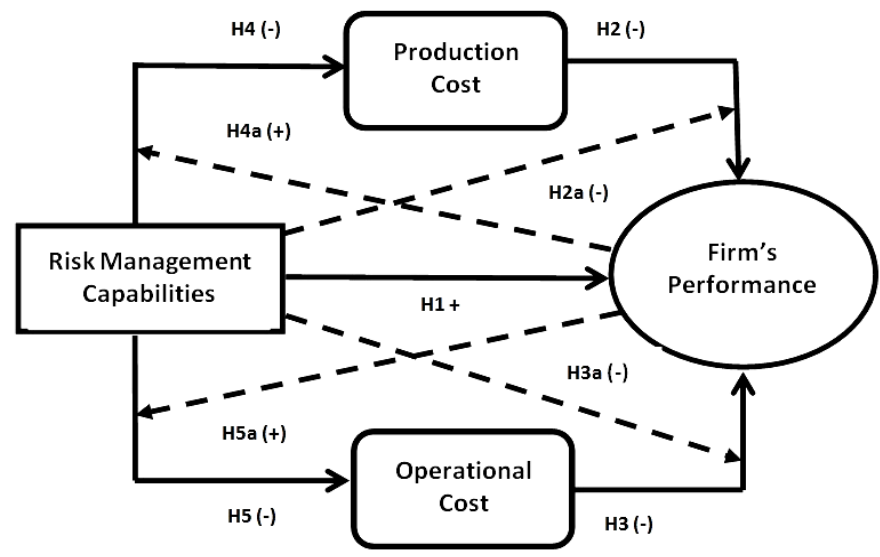 H4 (-)
Production
Cost
H2 (-)
H4a (+)
H2a (-)
Risk Management
Capabilities
Firm's
Performance
H1 +
H3a (-)
H5a (+)
Operational
Cost
H5 (-)
H3 (-)